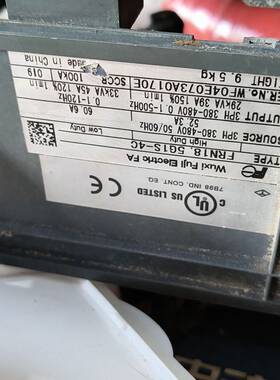 7B98 IND. CONT. EQ.
C UL US LISTED
Wuxi Fuji Electric FA
TYPE FRN18.5G1S-4C
High Duty Low Duty
SOURCE 3PH 380-480V 50/60Hz
52.3A 60.6A
OUTPUT 3PH 380-480V 0.1-500Hz 0.1-120Hz
29kVA 39A 150% 1min 33kVA 45A 120% 1min
SCCR 100kA
SER.No. WF04E073A0170E 019
IGHT 9.5 kg Made in China